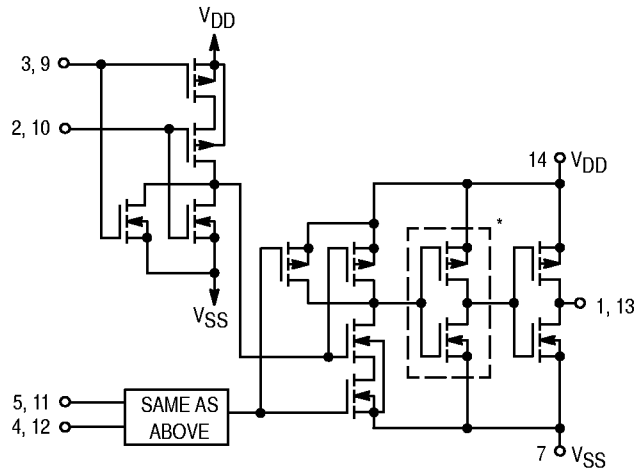 VDD
3, 9
2, 10
14
VDD
*
VSS
1, 13
5, 11
4, 12
SAME AS
ABOVE
7
VSS